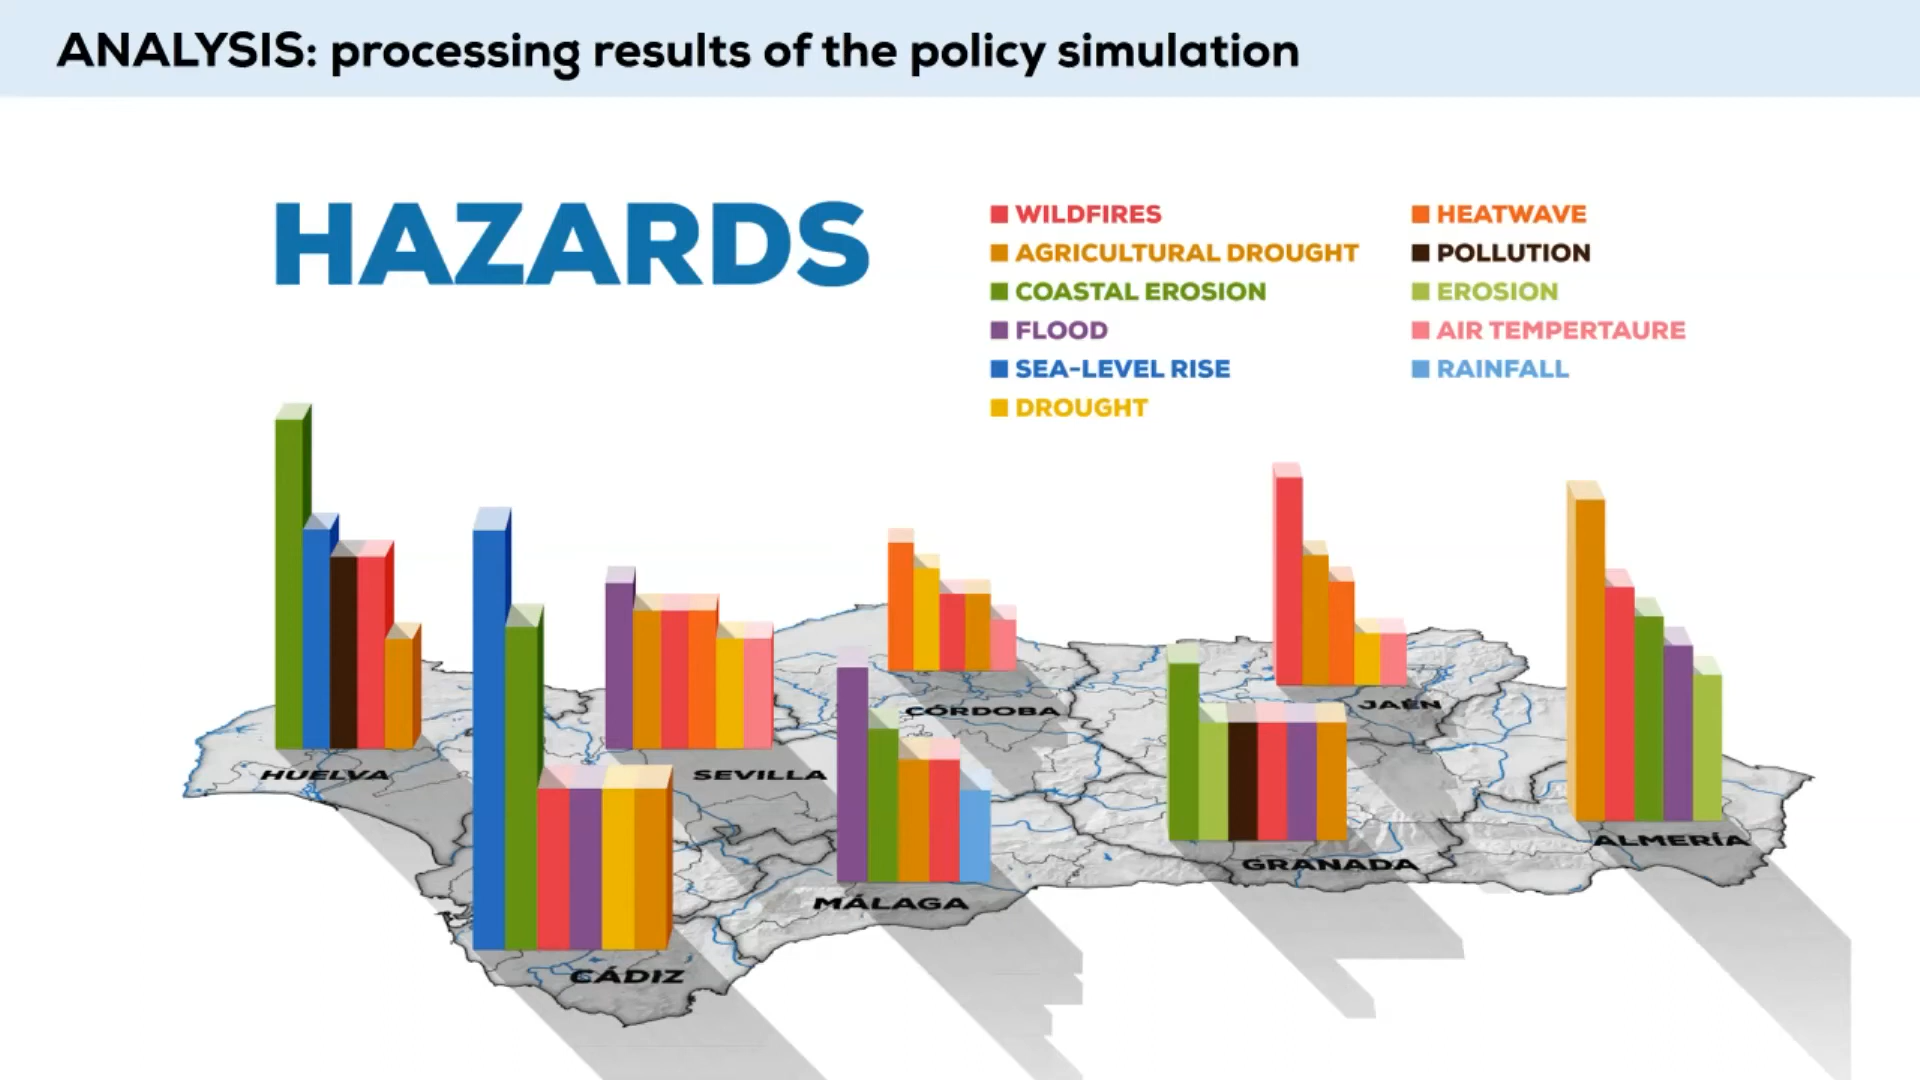 ANALYSIS: processing results of the policy simulation
HAZARDS
WILDFIRES
AGRICULTURAL DROUGHT
COASTAL EROSION
FLOOD
SEA-LEVEL RISE
DROUGHT
HEATWAVE
POLLUTION
EROSION
AIR TEMPERTAURE
RAINFALL
HUELVA
SEVILLA
CÓRDOBA
JAÉN
CÁDIZ
MÁLAGA
GRANADA
ALMERÍA